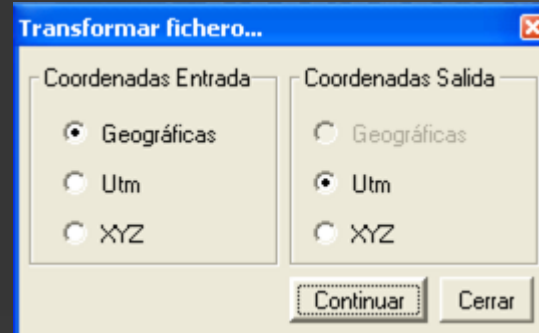 Transformar fichero...
Coordenadas Entrada
Geográficas
Utm
XYZ
Coordenadas Salida
Geográficas
Utm
XYZ
Continuar
Cerrar